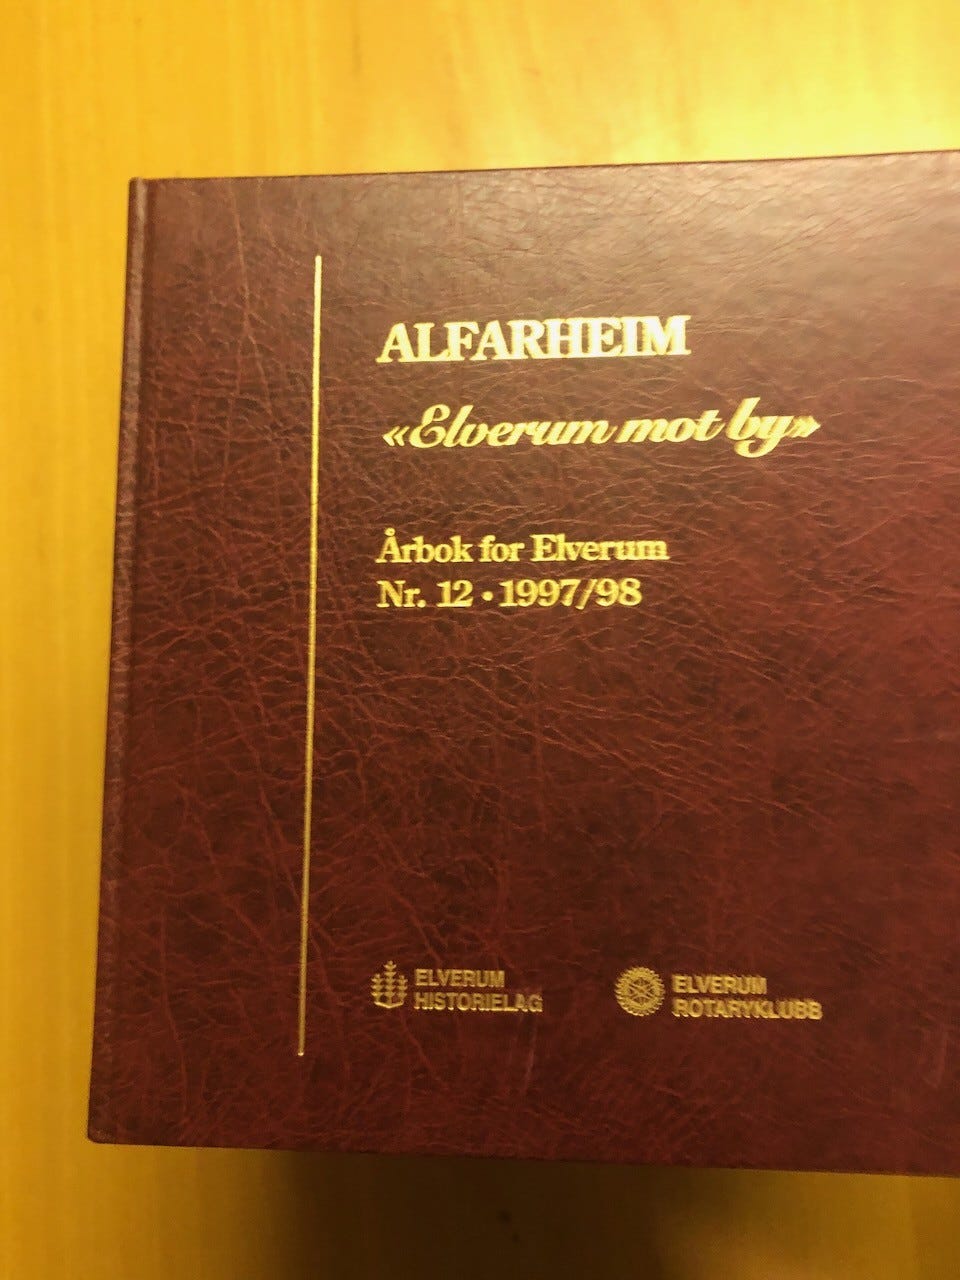 ALFARHEIM
«Elverum mot by»
Årbok for Elverum
Nr. 12 • 1997/98
ELVERUM
HISTORIELAG
ELVERUM
ROTARYKLUBB